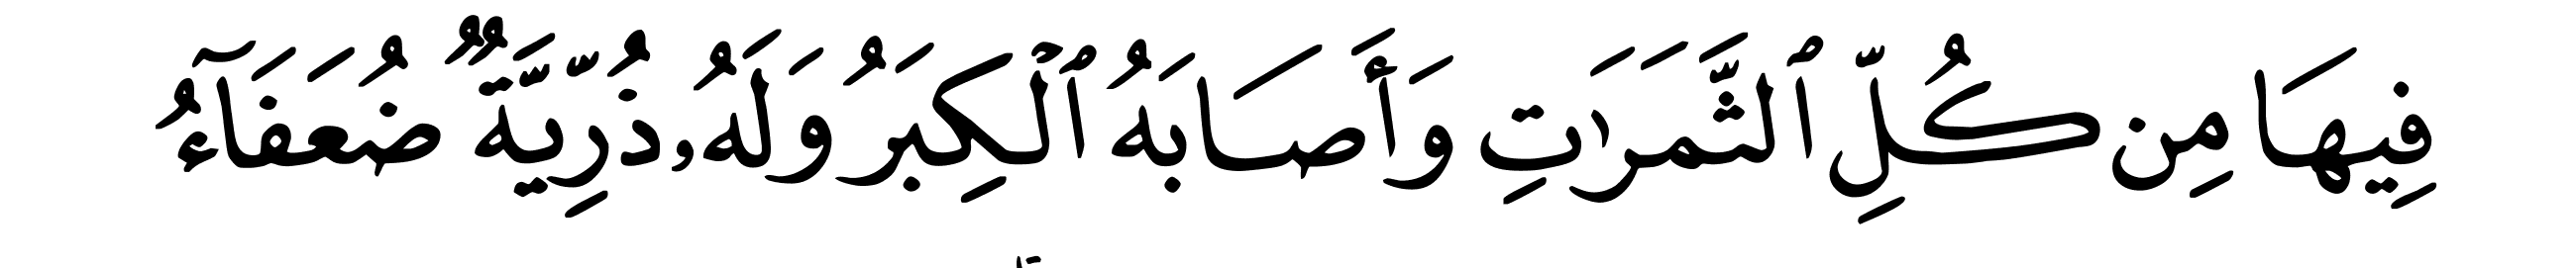 فِيهَا مِن كُلِّ ٱلثَّمَرَٰتِ وَأَصَابَهُ ٱلْكِبَرُ وَلَهُۥ ذُرِّيَّةٌ ضُعَفَآءُ